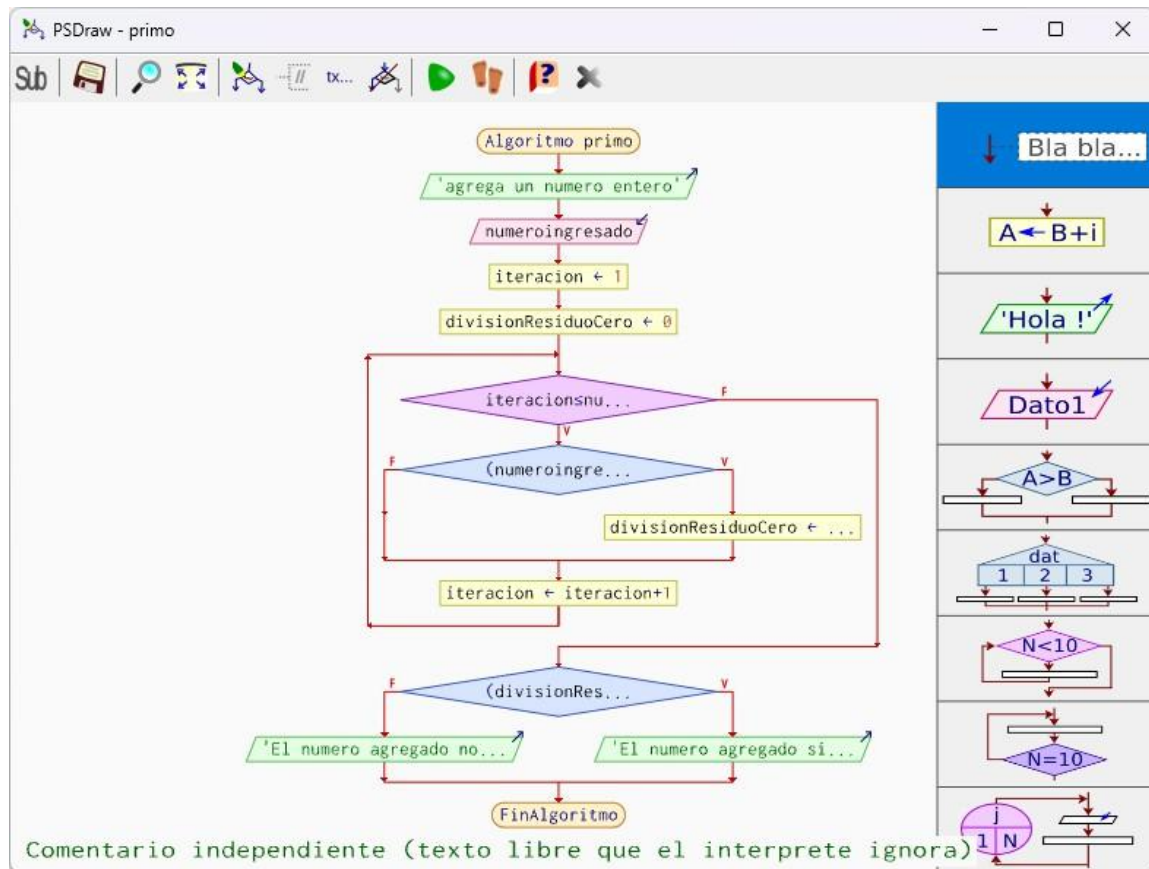 PSDraw - primo
Sub
//
tx...
?
Algoritmo primo
'agrega un numero entero'
numeroingresado
iteracion ← 1
divisionResiduoCero ← 0
iteracion≤nu...
F
V
F
(numeroingre...
V
divisionResiduoCero ← ...
iteracion ← iteracion+1
F
(divisionRes...
V
'El numero agregado no...
'El numero agregado si...
FinAlgoritmo
Comentario independiente (texto libre que el interprete ignora)
Bla bla...
A← B+i
'Hola !'
Dato1
A>B
dat
1 2 3
N<10
N=10
j
1 N